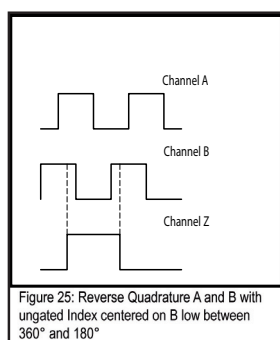 Channel A
Channel B
Channel Z
Figure 25: Reverse Quadrature A and B with
ungated Index centered on B low between
360° and 180°